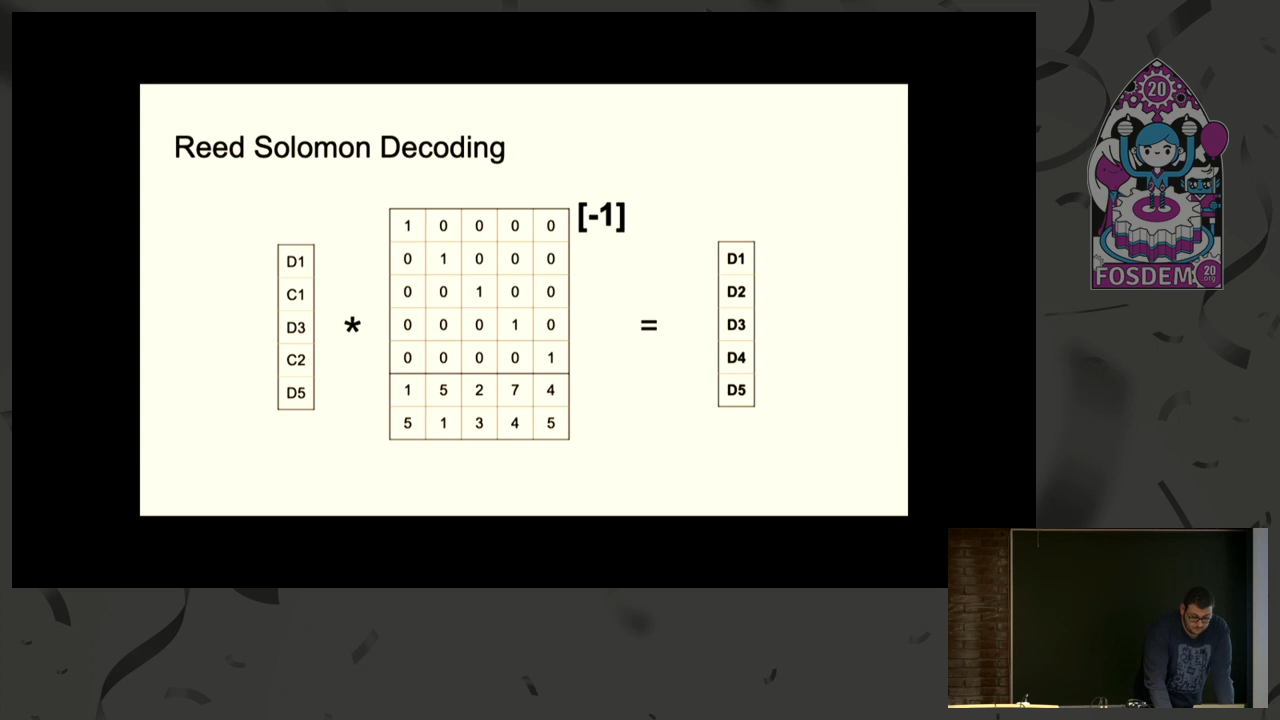 Reed Solomon Decoding
[-1]
1 0 0 0 0
0 1 0 0 0
0 0 1 0 0
0 0 0 1 0
0 0 0 0 1
1 5 2 7 4
5 1 3 4 5
D1
C1
D3
C2
D5
*
=
D1
D2
D3
D4
D5
20
FOSDEM
20
.org